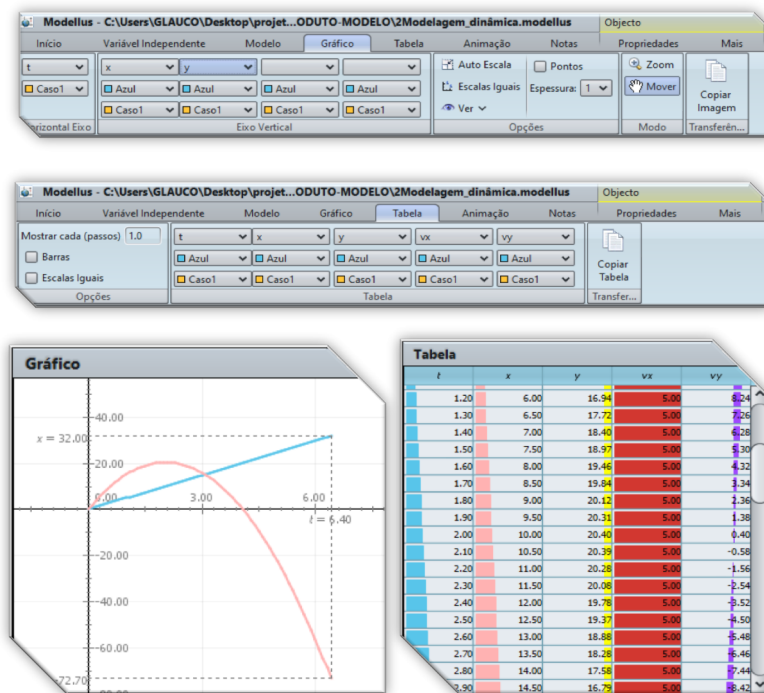 Modellus - C:\Users\GLAUCO\Desktop\projet...ODUTO-MODELO\2Modelagem_dinâmica.modellus Objecto
Início Variável Independente Modelo Gráfico Tabela Animação Notas Propriedades Mais
t x y Auto Escala Pontos Zoom
Caso1 Azul Azul Azul Azul Escalas Iguais Espessura: 1 Mover Copiar Imagem
Caso1 Caso1 Caso1 Caso1 Ver
Eixo Vertical Opções Modo Transferên...
Modellus - C:\Users\GLAUCO\Desktop\projet...ODUTO-MODELO\2Modelagem_dinâmica.modellus Objecto
Início Variável Independente Modelo Gráfico Tabela Animação Notas Propriedades Mais
Mostrar cada (passos) 1.0 t x y vx vy
Barras Azul Azul Azul Azul Azul Copiar Tabela
Escalas Iguais Caso1 Caso1 Caso1 Caso1 Caso1
Opções Tabela Transfer...
Gráfico
40.00
x = 32.00
20.00
0.00 3.00 6.00
t = 6.40
-20.00
-40.00
-60.00
-72.70
Tabela
t x y vx vy
1.20 6.00 16.94 5.00 8.24
1.30 6.50 17.72 5.00 7.26
1.40 7.00 18.40 5.00 6.28
1.50 7.50 18.97 5.00 5.30
1.60 8.00 19.46 5.00 4.32
1.70 8.50 19.84 5.00 3.34
1.80 9.00 20.12 5.00 2.36
1.90 9.50 20.31 5.00 1.38
2.00 10.00 20.40 5.00 0.40
2.10 10.50 20.39 5.00 -0.58
2.20 11.00 20.28 5.00 -1.56
2.30 11.50 20.08 5.00 -2.54
2.40 12.00 19.78 5.00 -3.52
2.50 12.50 19.37 5.00 -4.50
2.60 13.00 18.88 5.00 -5.48
2.70 13.50 18.28 5.00 -6.46
2.80 14.00 17.58 5.00 -7.44
2.90 14.50 16.79 5.00 -8.42